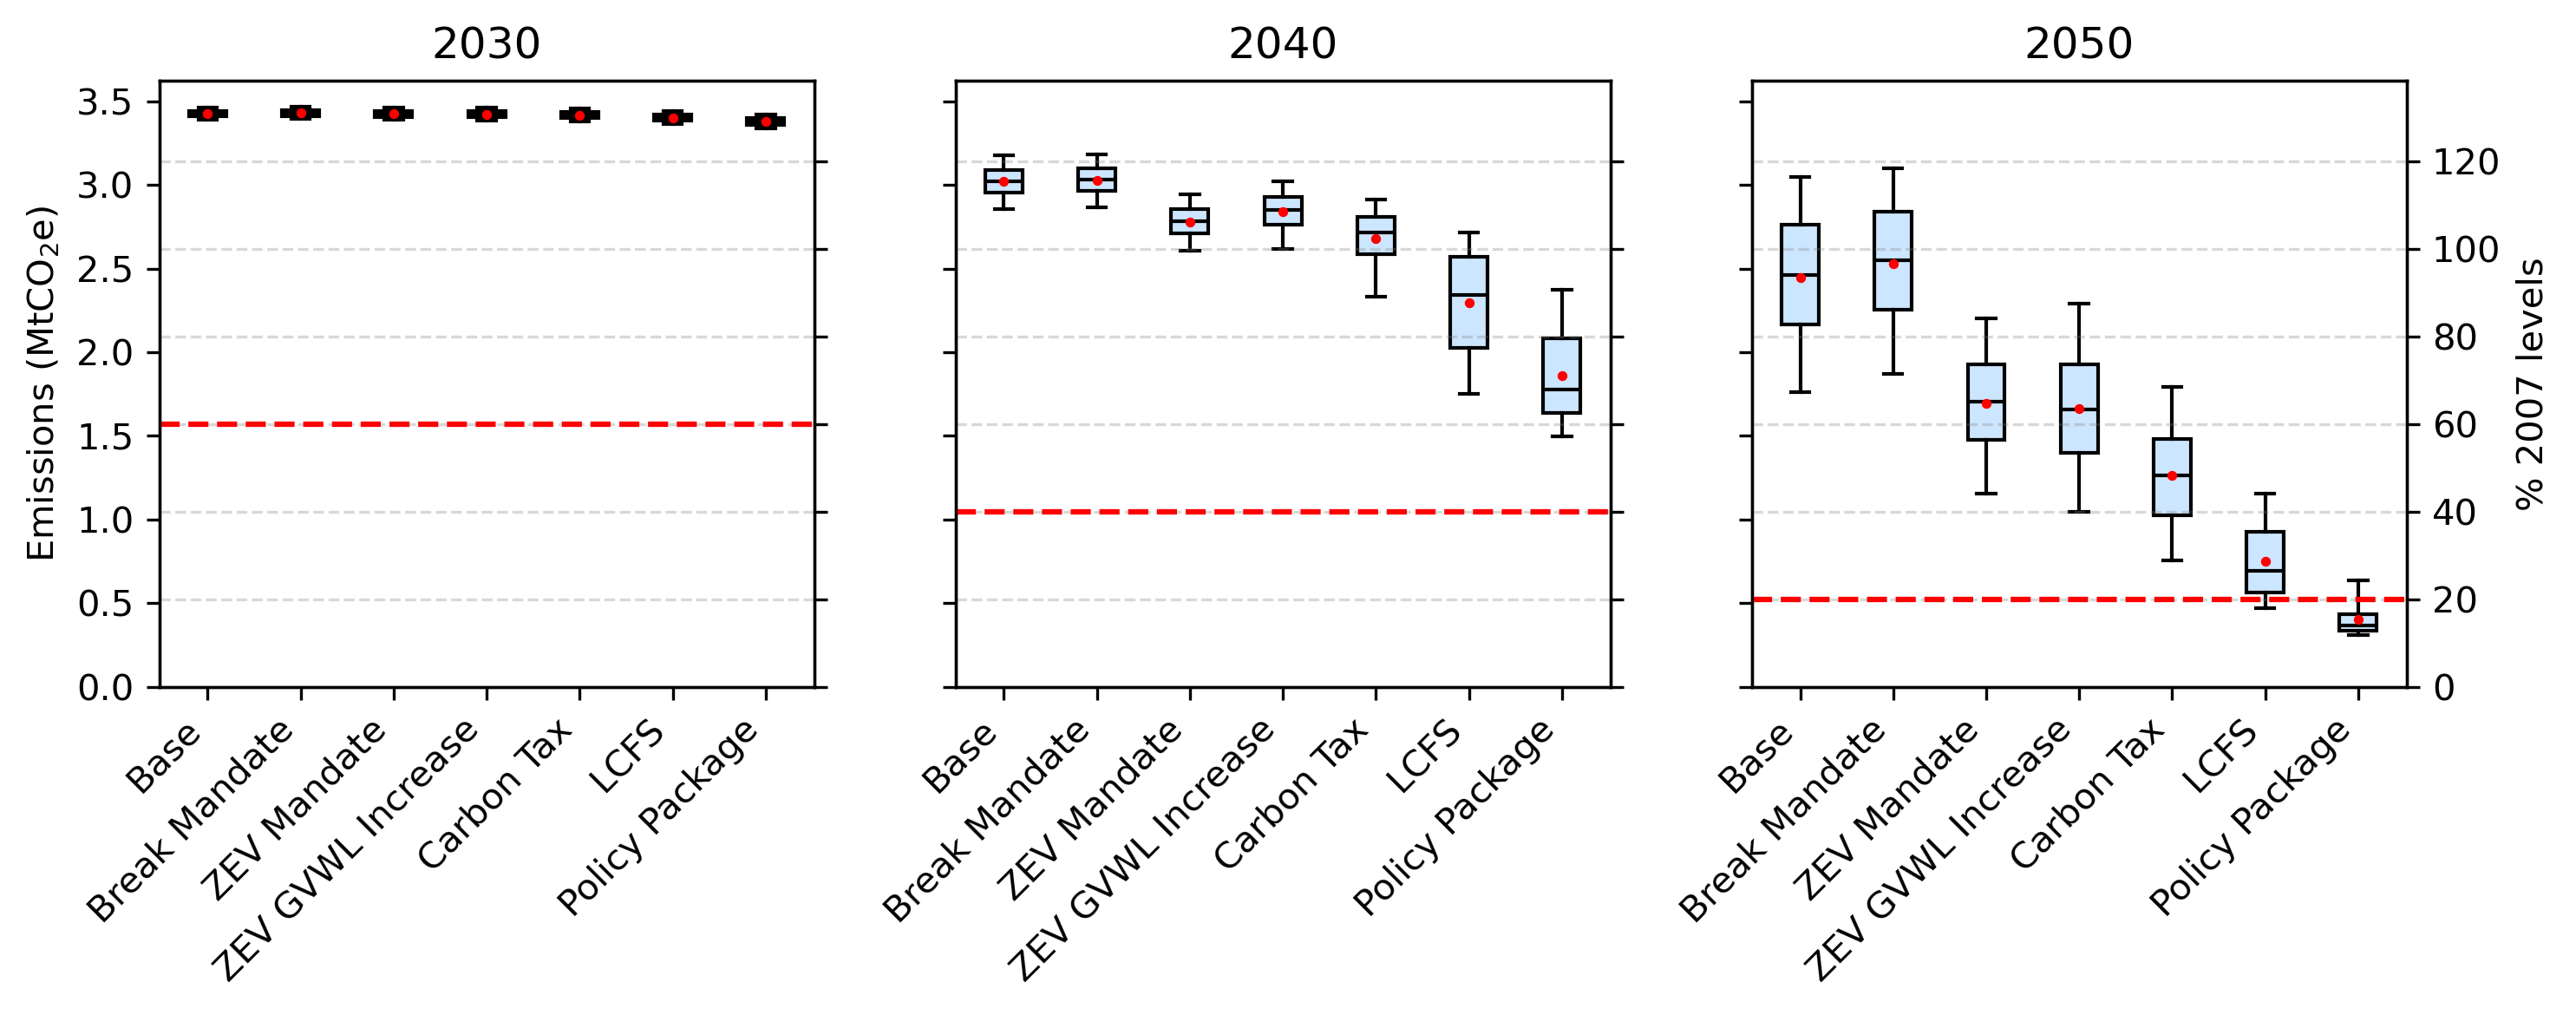 2030
2040
2050
Emissions (MtCO₂e)
3.5
3.0
2.5
2.0
1.5
1.0
0.5
0.0
120
100
80
60
40
20
0
% 2007 levels
Base
Break Mandate
ZEV Mandate
ZEV GVWL Increase
Carbon Tax
LCFS
Policy Package
Base
Break Mandate
ZEV Mandate
ZEV GVWL Increase
Carbon Tax
LCFS
Policy Package
Base
Break Mandate
ZEV Mandate
ZEV GVWL Increase
Carbon Tax
LCFS
Policy Package